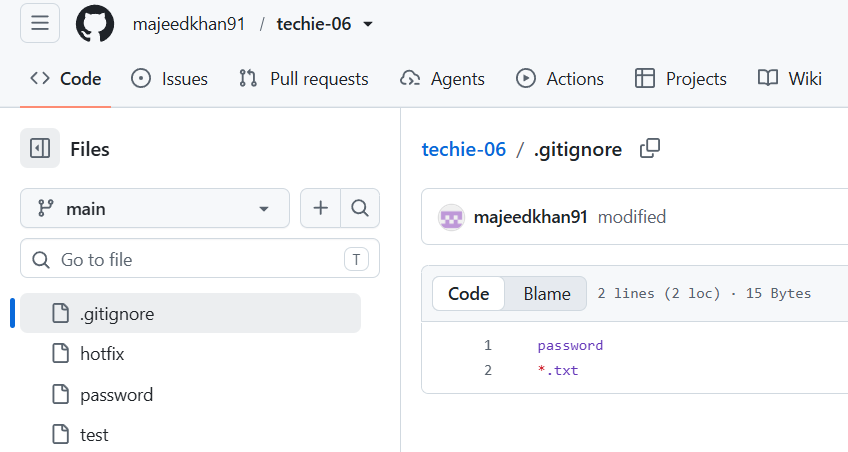 majeedkhan91 / techie-06
Code Issues Pull requests Agents Actions Projects Wiki
Files
main
Go to file T
.gitignore
hotfix
password
test
techie-06 / .gitignore
majeedkhan91 modified
Code Blame 2 lines (2 loc) · 15 Bytes
1 password
2 *.txt